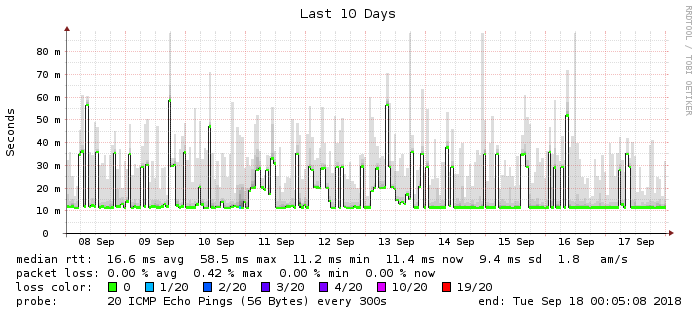 Last 10 Days
RRDTOOL / TOBI OETIKER
Seconds
80 m
70 m
60 m
50 m
40 m
30 m
20 m
10 m
0
08 Sep 09 Sep 10 Sep 11 Sep 12 Sep 13 Sep 14 Sep 15 Sep 16 Sep 17 Sep
median rtt: 16.6 ms avg 58.5 ms max 11.2 ms min 11.4 ms now 9.4 ms sd 1.8 am/s
packet loss: 0.00 % avg 0.42 % max 0.00 % min 0.00 % now
loss color: 0 1/20 2/20 3/20 4/20 10/20 19/20
probe: 20 ICMP Echo Pings (56 Bytes) every 300s end: Tue Sep 18 00:05:08 2018